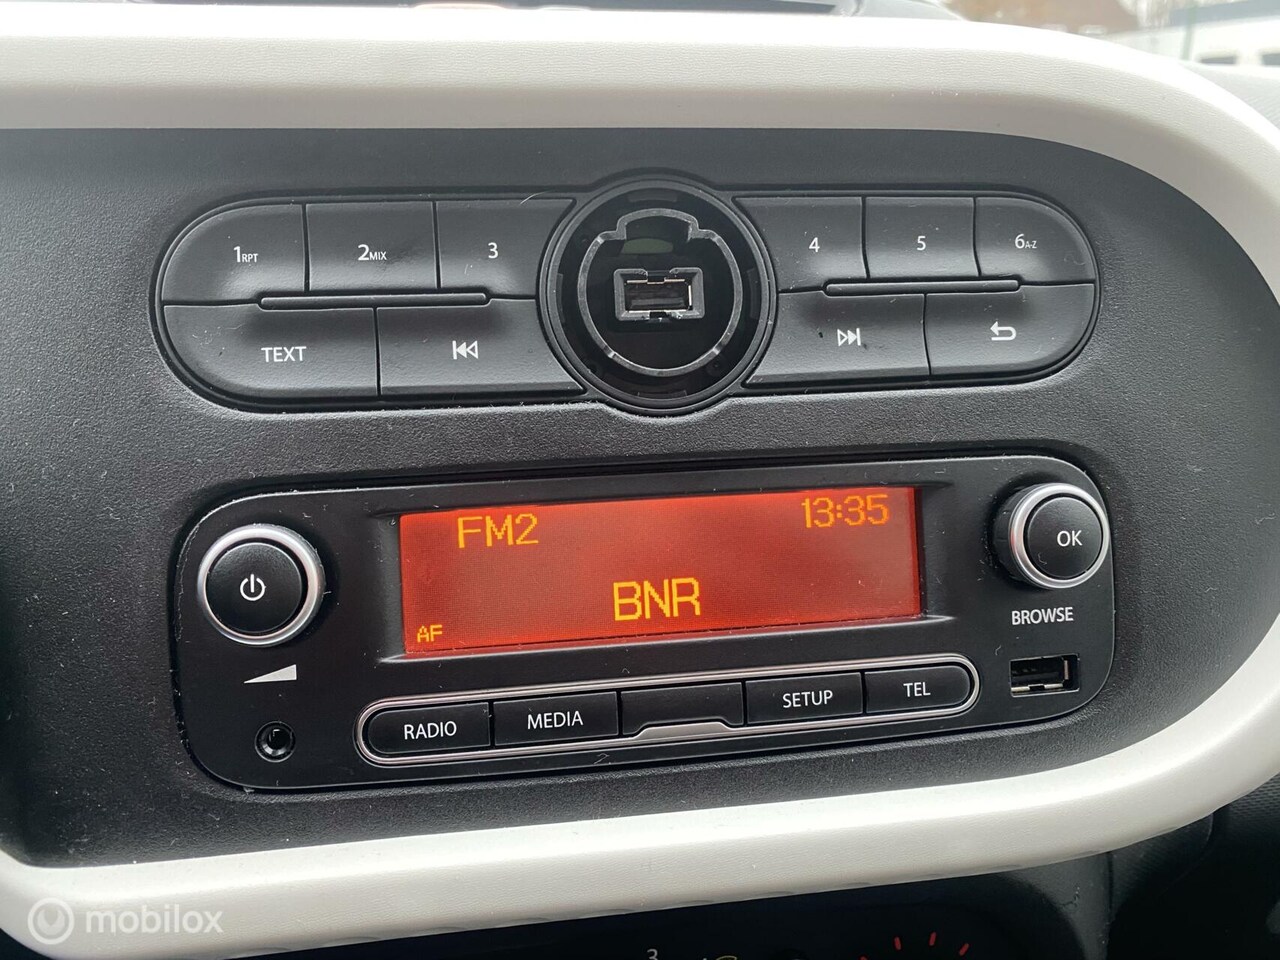 1RPT
2MIX
3
4
5
6A-Z
TEXT
FM2
13:35
BNR
AF
OK
BROWSE
RADIO
MEDIA
SETUP
TEL
mobilox
3